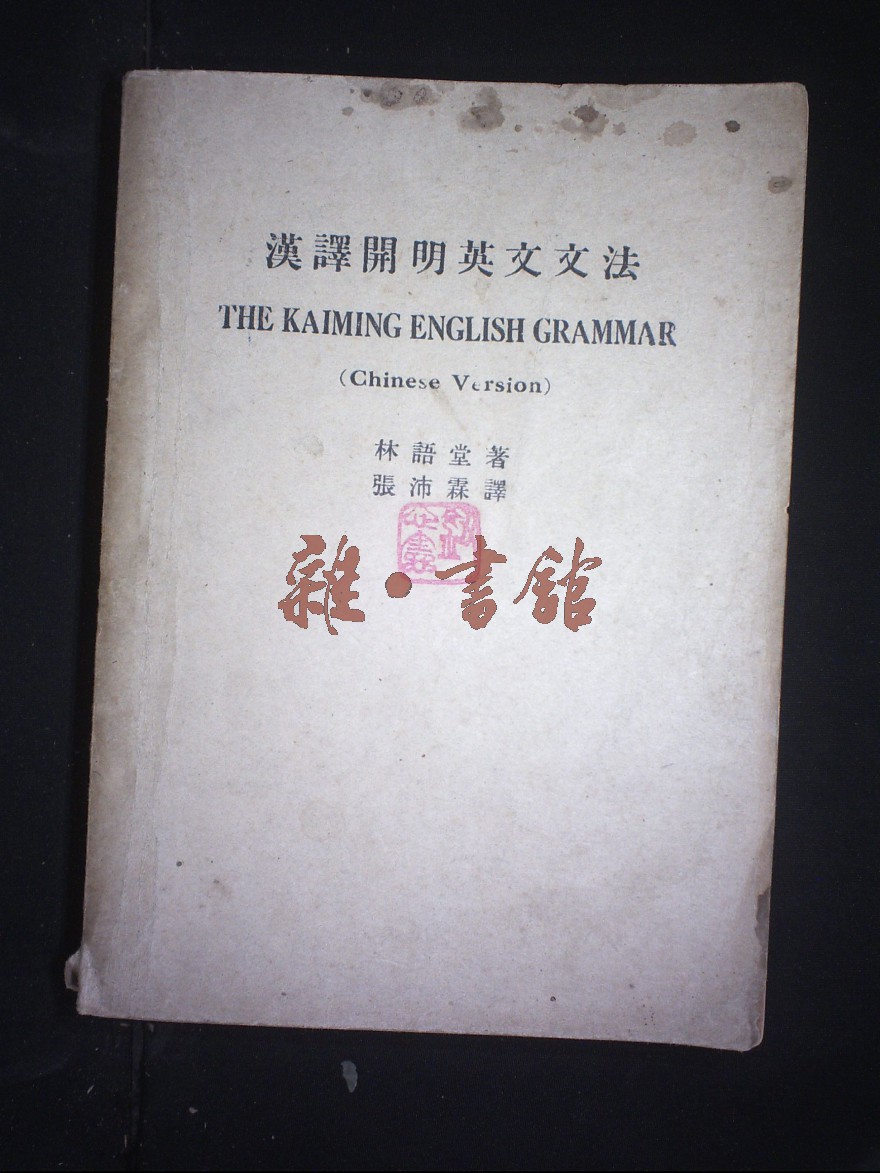 漢譯開明英文文法
THE KAIMING ENGLISH GRAMMAR
(Chinese Version)
林語堂著
張沛霖譯
雜·書館